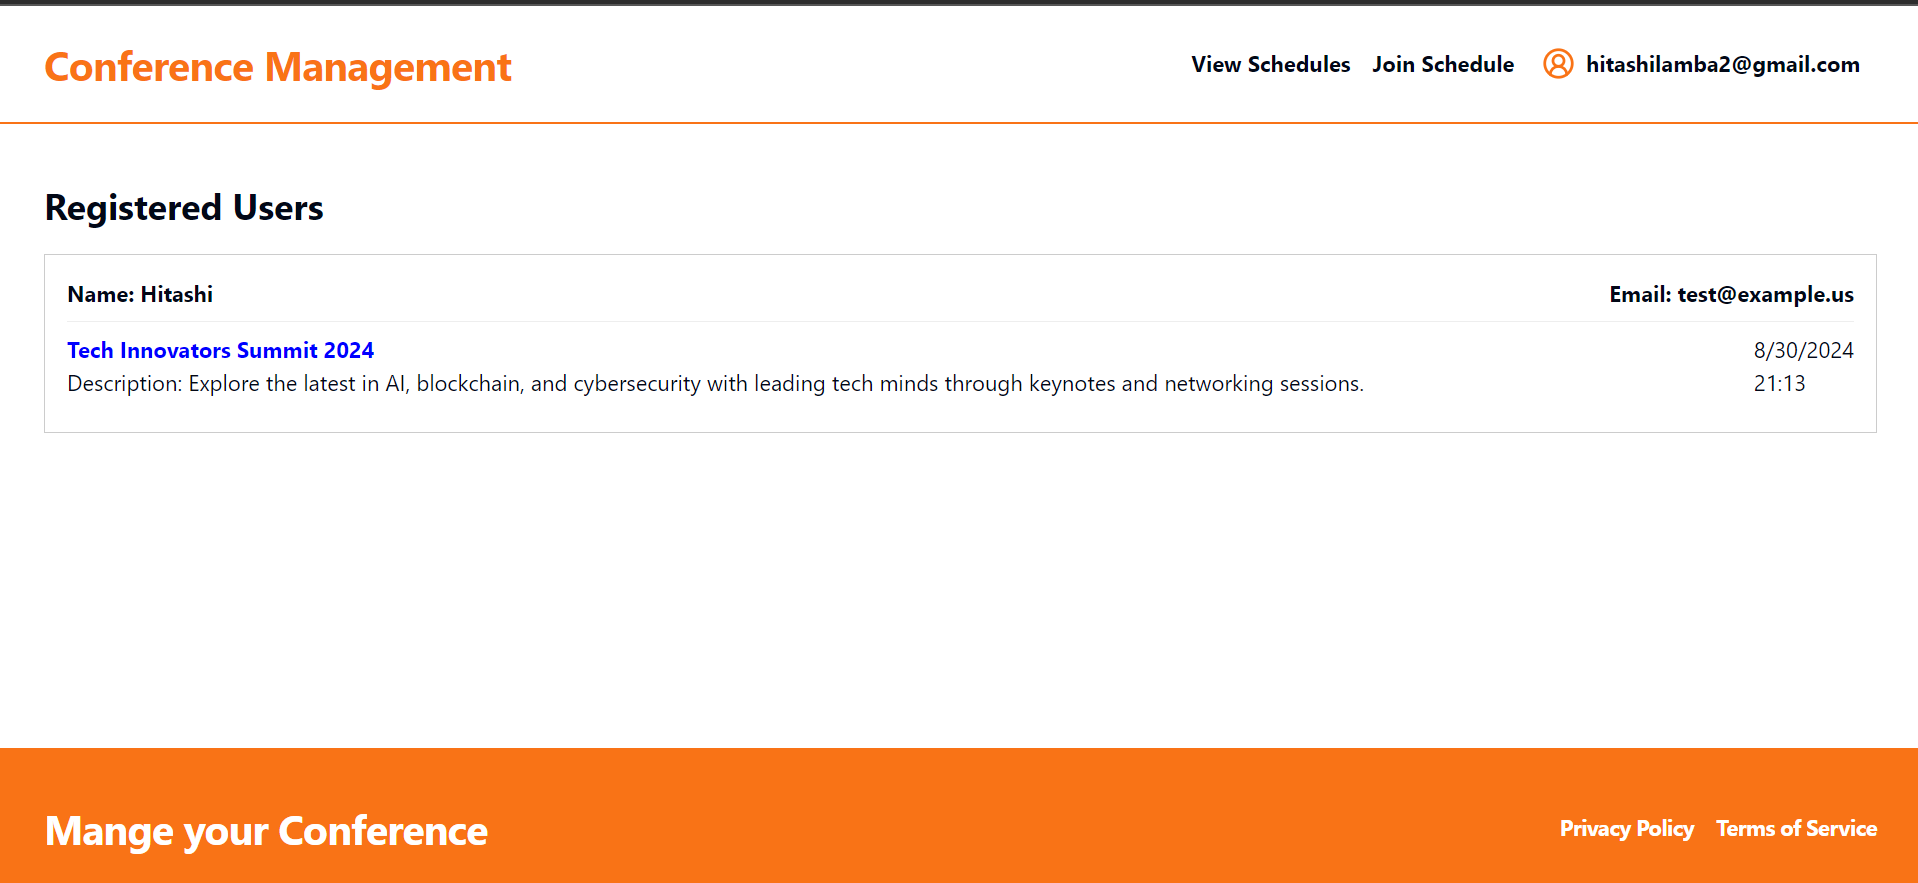 Conference Management
View Schedules
Join Schedule
hitashilamba2@gmail.com
Registered Users
Name: Hitashi
Email: test@example.us
Tech Innovators Summit 2024
8/30/2024
Description: Explore the latest in AI, blockchain, and cybersecurity with leading tech minds through keynotes and networking sessions.
21:13
Mange your Conference
Privacy Policy
Terms of Service